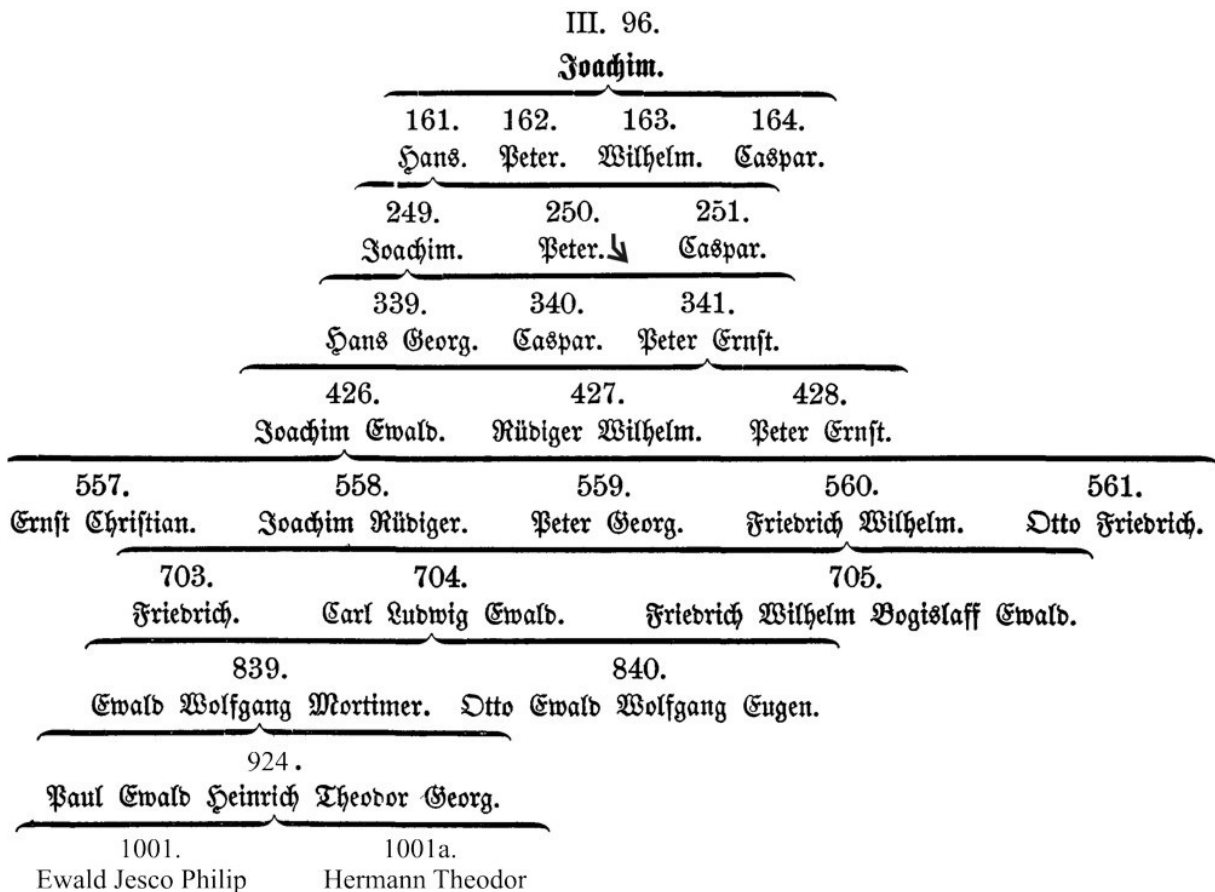 III. 96.
Joachim.
161. 162. 163. 164.
Hans. Peter. Wilhelm. Caspar.
249. 250. 251.
Joachim. Peter. Caspar.
339. 340. 341.
Hans Georg. Caspar. Peter Ernſt.
426. 427. 428.
Joachim Ewald. Rüdiger Wilhelm. Peter Ernſt.
557. 558. 559. 560. 561.
Ernſt Chriſtian. Joachim Rüdiger. Peter Georg. Friedrich Wilhelm. Otto Friedrich.
703. 704. 705.
Friedrich. Carl Ludwig Ewald. Friedrich Wilhelm Bogislaff Ewald.
839. 840.
Ewald Wolfgang Mortimer. Otto Ewald Wolfgang Eugen.
924.
Paul Ewald Heinrich Theodor Georg.
1001. 1001a.
Ewald Jesco Philip Hermann Theodor